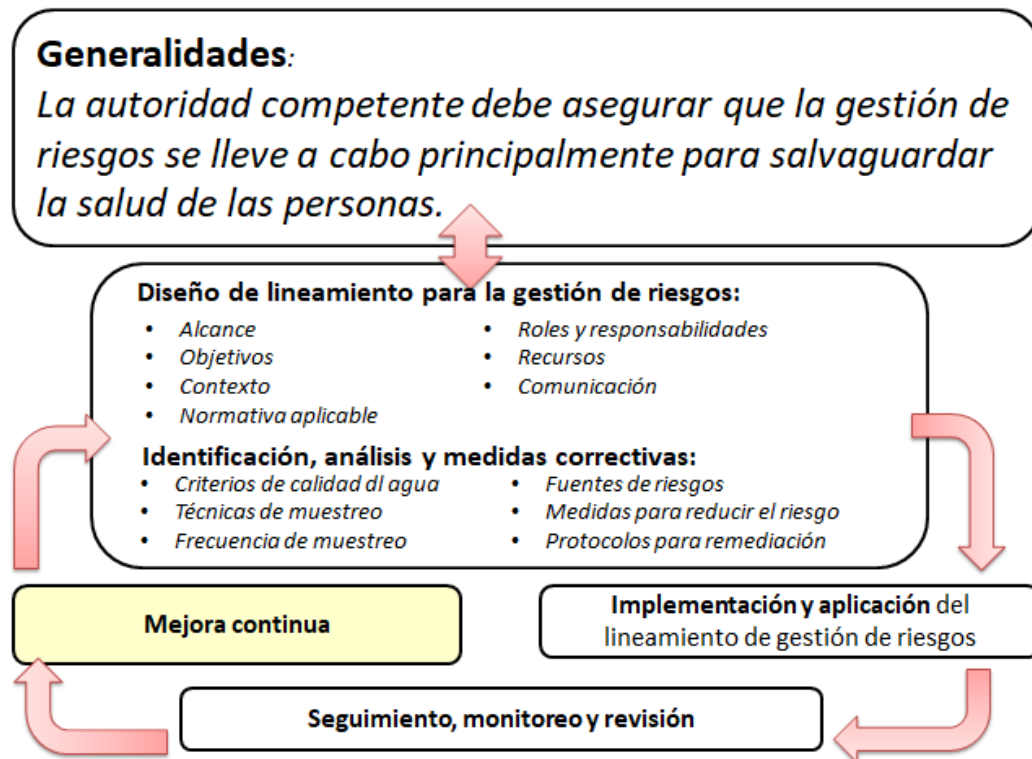 Generalidades:
La autoridad competente debe asegurar que la gestión de
riesgos se lleve a cabo principalmente para salvaguardar
la salud de las personas.
Diseño de lineamiento para la gestión de riesgos:
• Alcance
• Objetivos
• Contexto
• Normativa aplicable
• Roles y responsabilidades
• Recursos
• Comunicación
Identificación, análisis y medidas correctivas:
• Criterios de calidad dl agua
• Técnicas de muestreo
• Frecuencia de muestreo
• Fuentes de riesgos
• Medidas para reducir el riesgo
• Protocolos para remediación
Mejora continua
Implementación y aplicación del
lineamiento de gestión de riesgos
Seguimiento, monitoreo y revisión